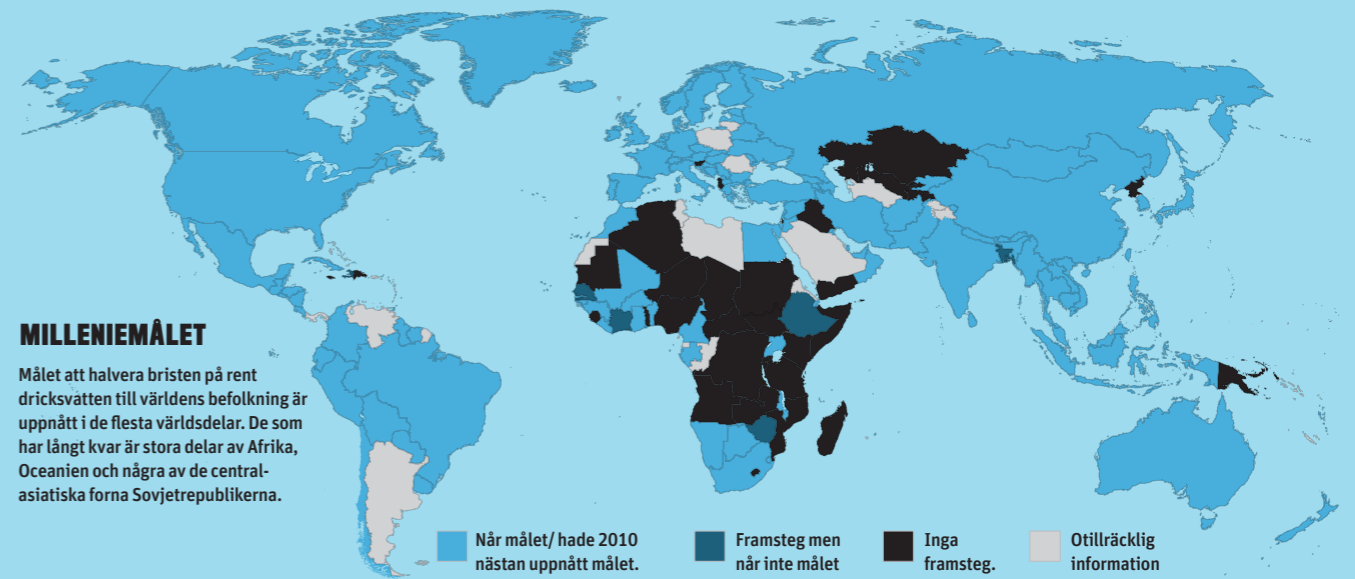 MILLENIEMÅLET
Målet att halvera bristen på rent
dricksvatten till världens befolkning är
uppnått i de flesta världsdelar. De som
har långt kvar är stora delar av Afrika,
Oceanien och några av de central-
asiatiska forna Sovjetrepublikerna.
Når målet/ hade 2010
nästan uppnått målet.
Framsteg men
når inte målet
Inga
framsteg.
Otillräcklig
information